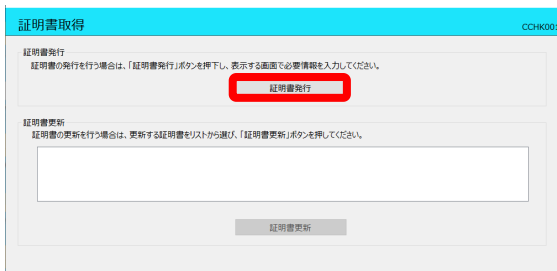 証明書取得
CCHK001
証明書発行
証明書の発行を行う場合は、「証明書発行」ボタンを押下し、表示する画面で必要情報を入力してください。
証明書発行
証明書更新
証明書の更新を行う場合は、更新する証明書をリストから選び、「証明書更新」ボタンを押してください。
証明書更新